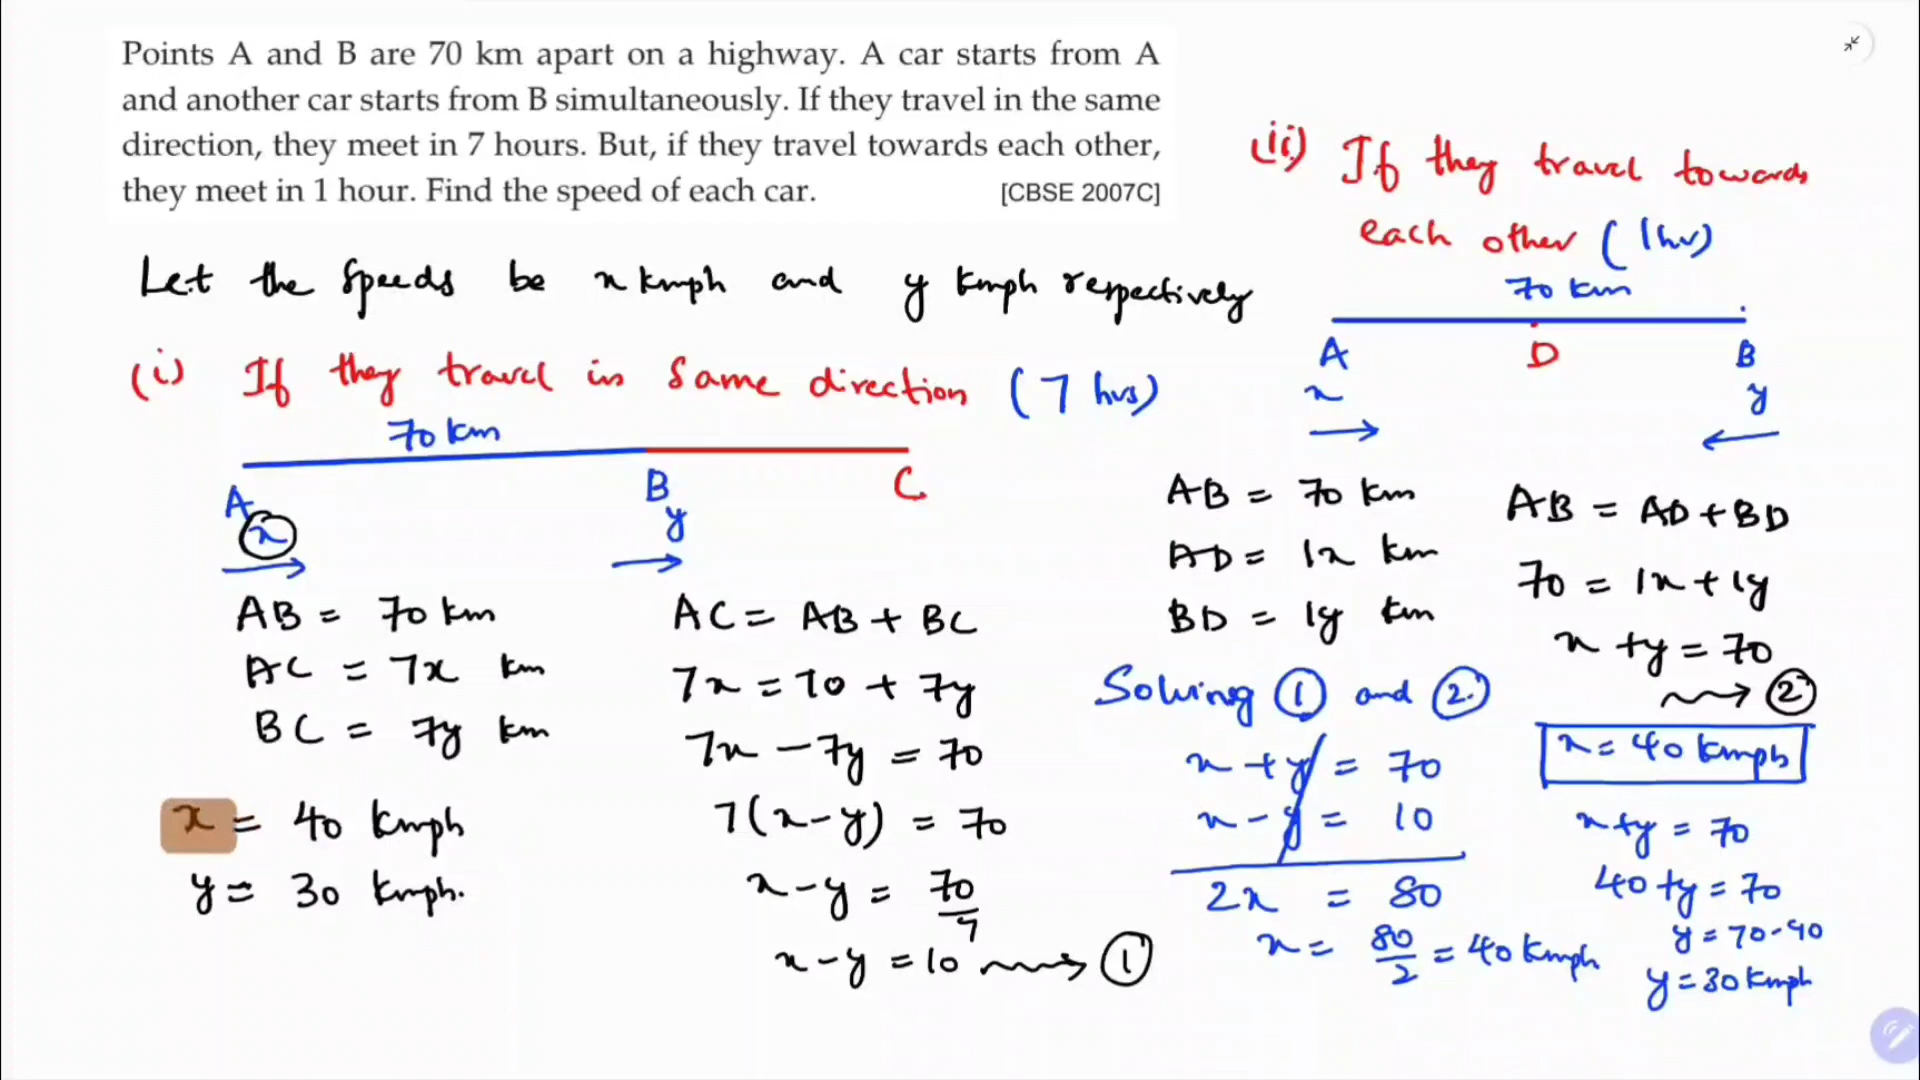 Points A and B are 70 km apart on a highway. A car starts from A
and another car starts from B simultaneously. If they travel in the same
direction, they meet in 7 hours. But, if they travel towards each other,
they meet in 1 hour. Find the speed of each car. [CBSE 2007C]
Let the speeds be x kmph and y kmph respectively
(i) If they travel in same direction (7 hrs)
70 km
A B C
x y
AB = 70 km
AC = 7x km
BC = 7y km
x = 40 kmph
y = 30 kmph.
AC = AB + BC
7x = 70 + 7y
7x - 7y = 70
7(x-y) = 70
x-y = 70/7
x-y = 10 → ①
(ii) If they travel towards
each other (1hr)
70 km
A D B
x y
AB = 70 km
AD = 1x km
BD = 1y km
AB = AD + BD
70 = 1x + 1y
x + y = 70
→ ②
Solving ① and ②
x + y = 70
x - y = 10
2x = 80
x = 80/2 = 40 kmph
x = 40 kmph
x+y = 70
40+y = 70
y = 70-40
y = 30 kmph